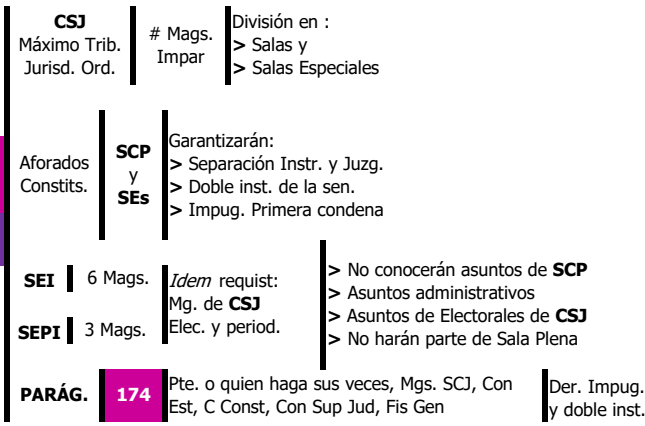 CSJ
Máximo Trib.
Jurisd. Ord.
# Mags.
Impar
División en :
> Salas y
> Salas Especiales
Aforados
Constits.
SCP
y
SEs
Garantizarán:
> Separación Instr. y Juzg.
> Doble inst. de la sen.
> Impug. Primera condena
SEI
6 Mags.
SEPI
3 Mags.
Idem requist:
Mg. de CSJ
Elec. y period.
> No conocerán asuntos de SCP
> Asuntos administrativos
> Asuntos de Electorales de CSJ
> No harán parte de Sala Plena
PARÁG.
174
Pte. o quien haga sus veces, Mgs. SCJ, Con
Est, C Const, Con Sup Jud, Fis Gen
Der. Impug.
y doble inst.